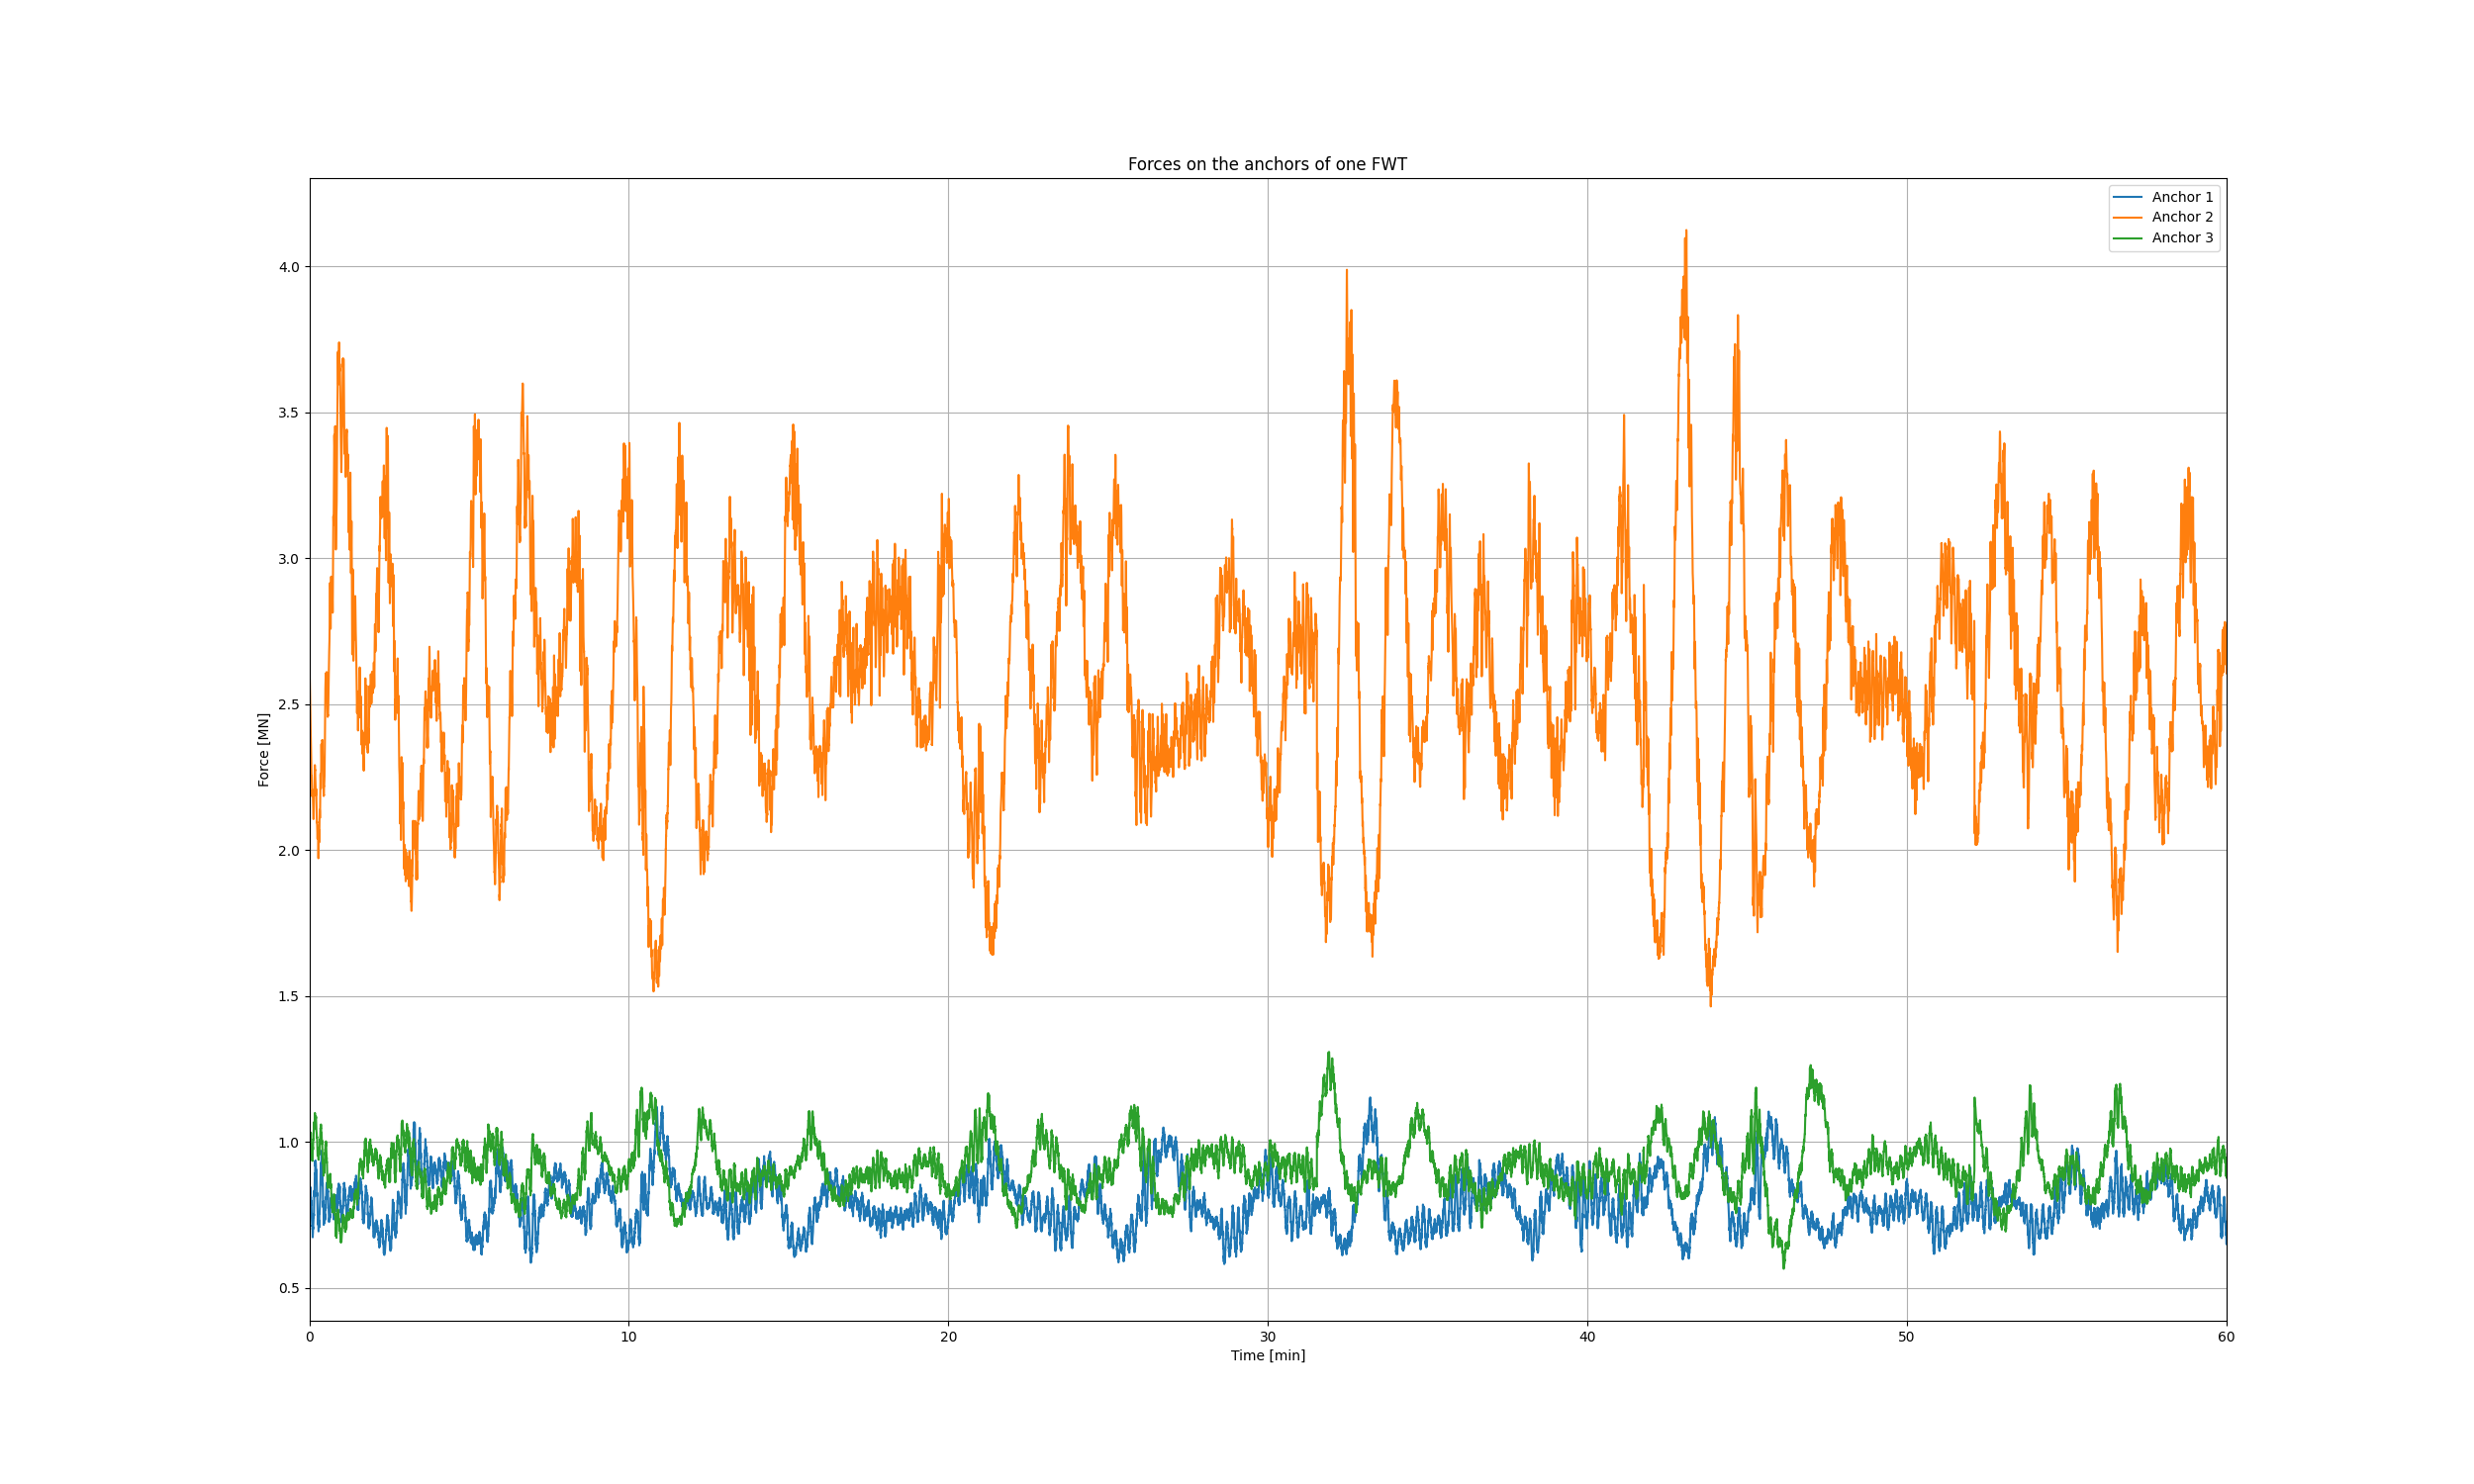 Forces on the anchors of one FWT
Anchor 1
Anchor 2
Anchor 3
Force [MN]
4.0
3.5
3.0
2.5
2.0
1.5
1.0
0.5
0 10 20 30 40 50 60
Time [min]